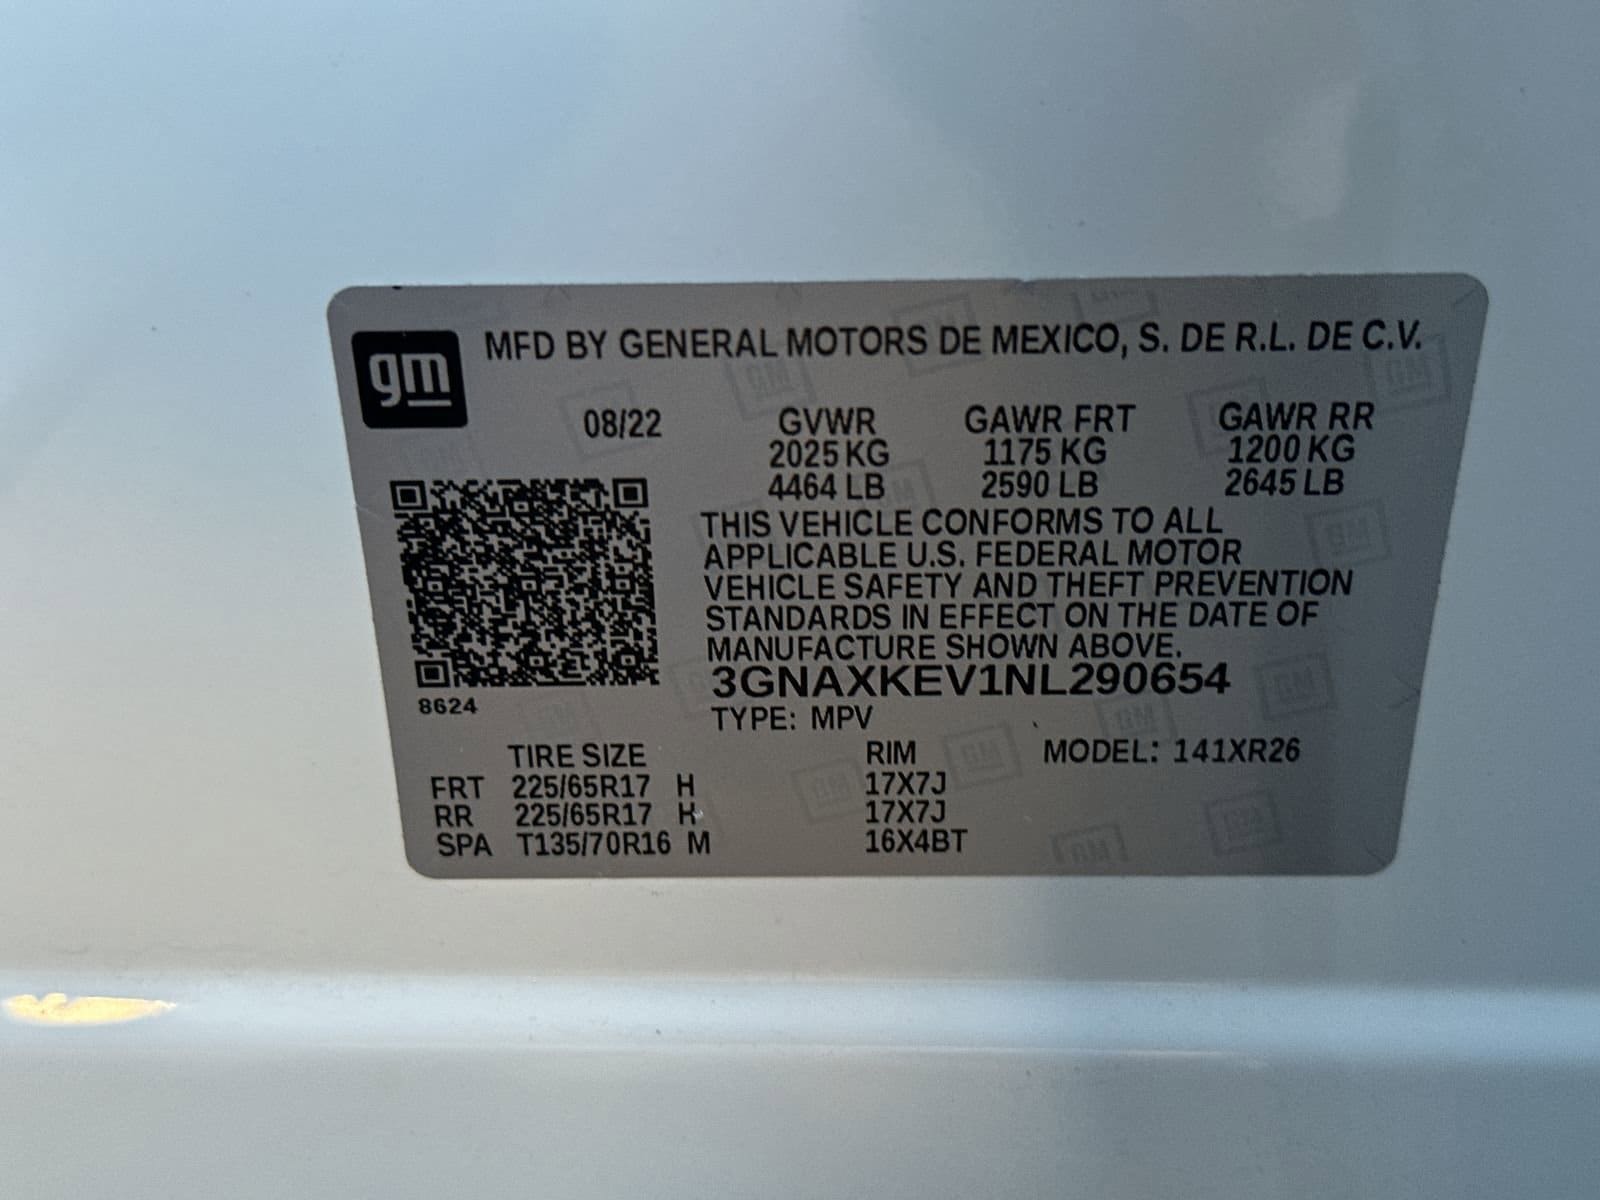 gm
MFD BY GENERAL MOTORS DE MEXICO, S. DE R.L. DE C.V.
08/22 GVWR GAWR FRT GAWR RR
2025 KG 1175 KG 1200 KG
4464 LB 2590 LB 2645 LB
THIS VEHICLE CONFORMS TO ALL
APPLICABLE U.S. FEDERAL MOTOR
VEHICLE SAFETY AND THEFT PREVENTION
STANDARDS IN EFFECT ON THE DATE OF
MANUFACTURE SHOWN ABOVE.
3GNAXKEV1NL290654
8624
TYPE: MPV
TIRE SIZE RIM MODEL: 141XR26
FRT 225/65R17 H 17X7J
RR 225/65R17 H 17X7J
SPA T135/70R16 M 16X4BT